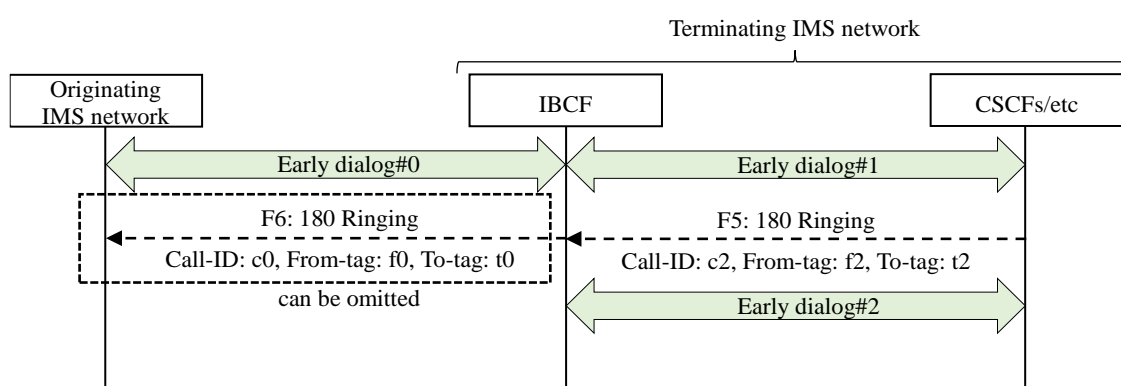 Terminating IMS network
Originating
IMS network
IBCF
CSCFs/etc
Early dialog#0
Early dialog#1
F6: 180 Ringing
F5: 180 Ringing
Call-ID: c0, From-tag: f0, To-tag: t0
Call-ID: c2, From-tag: f2, To-tag: t2
can be omitted
Early dialog#2